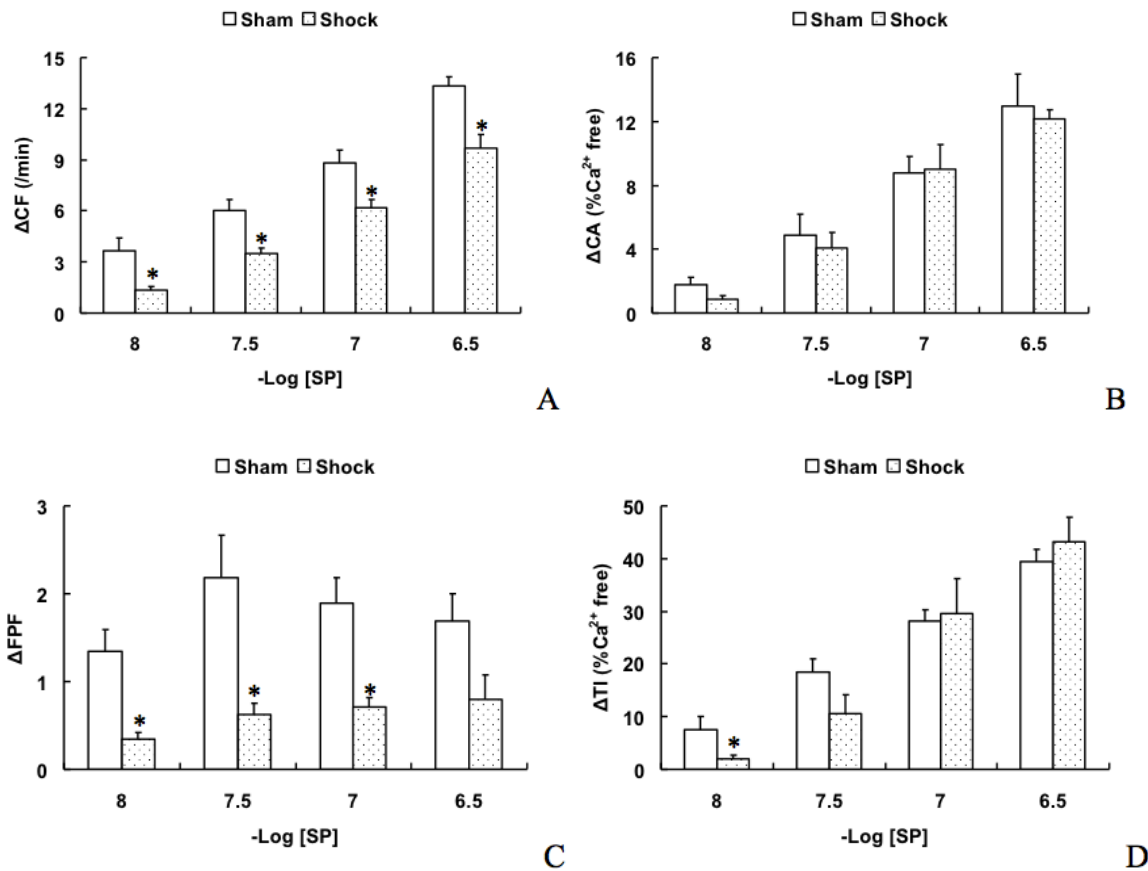 Sham Shock
15
12
9
6
3
0
ΔCF (/min)
* * * *
8 7.5 7 6.5
-Log [SP]
A
Sham Shock
16
12
8
4
0
ΔCA (%Ca²⁺ free)
8 7.5 7 6.5
-Log [SP]
B
Sham Shock
3
2
1
0
ΔFPF
* * *
8 7.5 7 6.5
-Log [SP]
C
Sham Shock
50
40
30
20
10
0
ΔTI (%Ca²⁺ free)
*
8 7.5 7 6.5
-Log [SP]
D